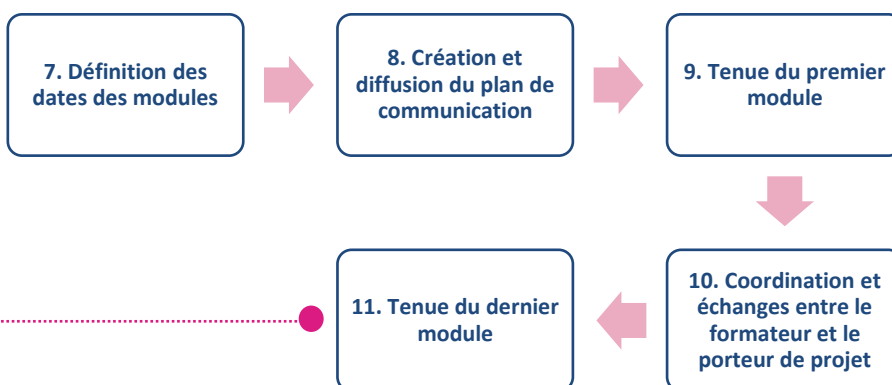 7. Définition des
dates des modules
8. Création et
diffusion du plan de
communication
9. Tenue du premier
module
10. Coordination et
échanges entre le
formateur et le
porteur de projet
11. Tenue du dernier
module